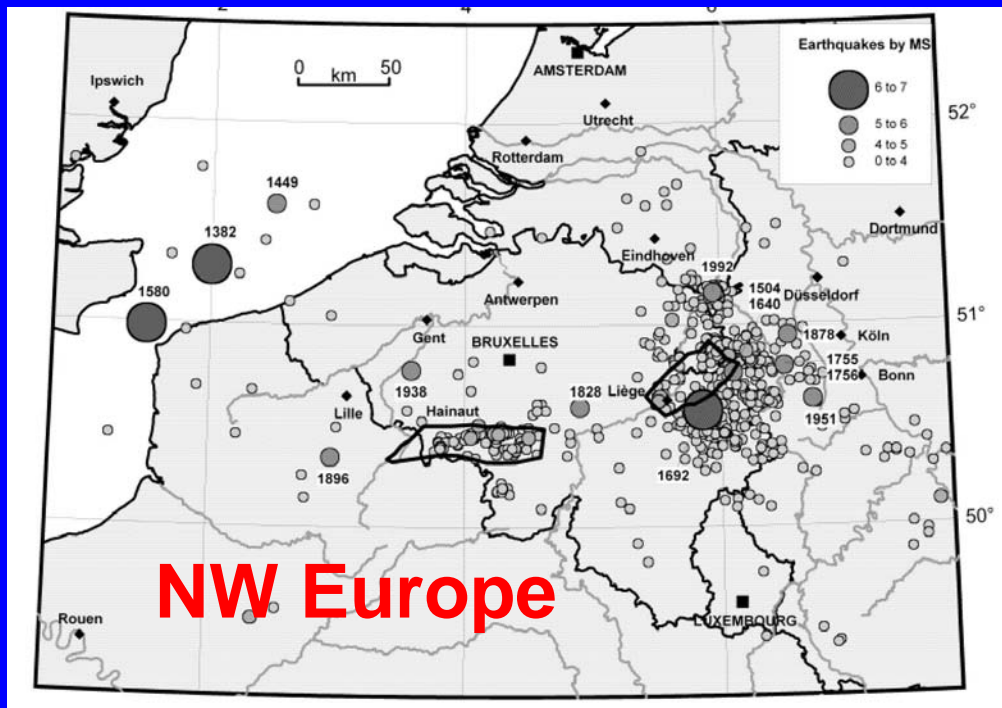 2
4
6
Earthquakes by MS
6 to 7
5 to 6
4 to 5
0 to 4
0
50
km
AMSTERDAM
Ipswich
52°
Utrecht
Rotterdam
1449
Dortmund
1382
Eindhoven
1992
1504
1640
Düsseldorf
1580
Antwerpen
51°
Gent
BRUXELLES
1878
Köln
1755
1756
Bonn
1938
1828
Liège
Lille
Hainaut
1951
1896
1692
50°
NW Europe
Rouen
LUXEMBOURG